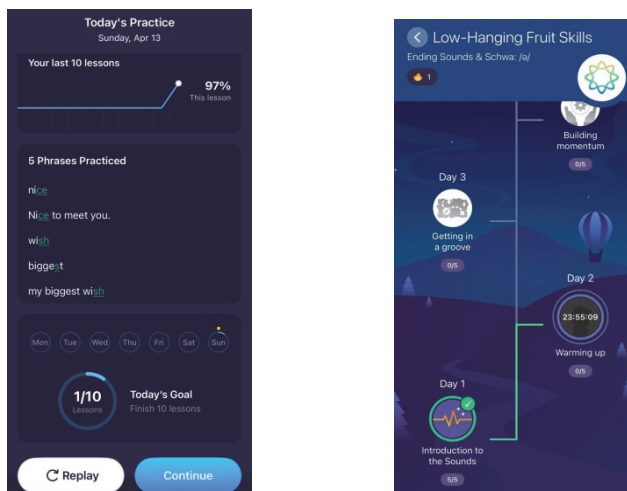 Today's Practice
Sunday, Apr 13
Your last 10 lessons
97%
This lesson
5 Phrases Practiced
nice
Nice to meet you.
wish
biggest
my biggest wish
Mon Tue Wed Thu Fri Sat Sun
1/10
Lessons
Today's Goal
Finish 10 lessons
Replay
Continue
Low-Hanging Fruit Skills
Ending Sounds & Schwa: /ə/
1
Building
momentum
0/5
Day 3
Getting in
a groove
0/5
Day 2
23:55:09
Warming up
0/5
Day 1
Introduction to
the Sounds
5/5